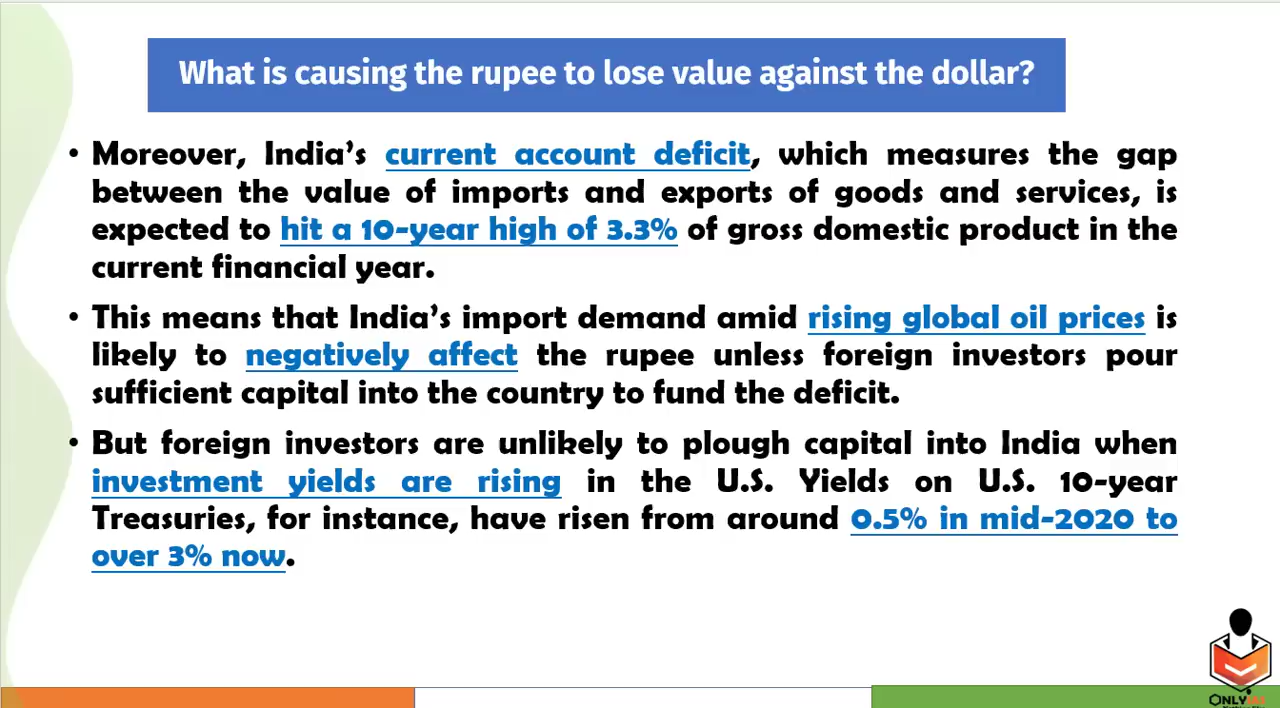 What is causing the rupee to lose value against the dollar?
• Moreover, India's current account deficit, which measures the gap
between the value of imports and exports of goods and services, is
expected to hit a 10-year high of 3.3% of gross domestic product in the
current financial year.
• This means that India's import demand amid rising global oil prices is
likely to negatively affect the rupee unless foreign investors pour
sufficient capital into the country to fund the deficit.
• But foreign investors are unlikely to plough capital into India when
investment yields are rising in the U.S. Yields on U.S. 10-year
Treasuries, for instance, have risen from around 0.5% in mid-2020 to
over 3% now.